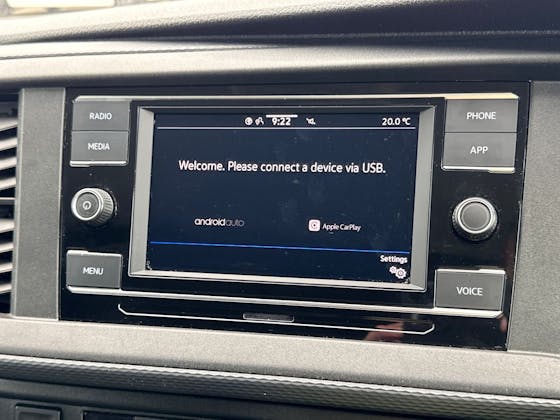 RADIO
MEDIA
MENU
9:22
20.0 °C
Welcome. Please connect a device via USB.
androidauto
Apple CarPlay
Settings
PHONE
APP
VOICE